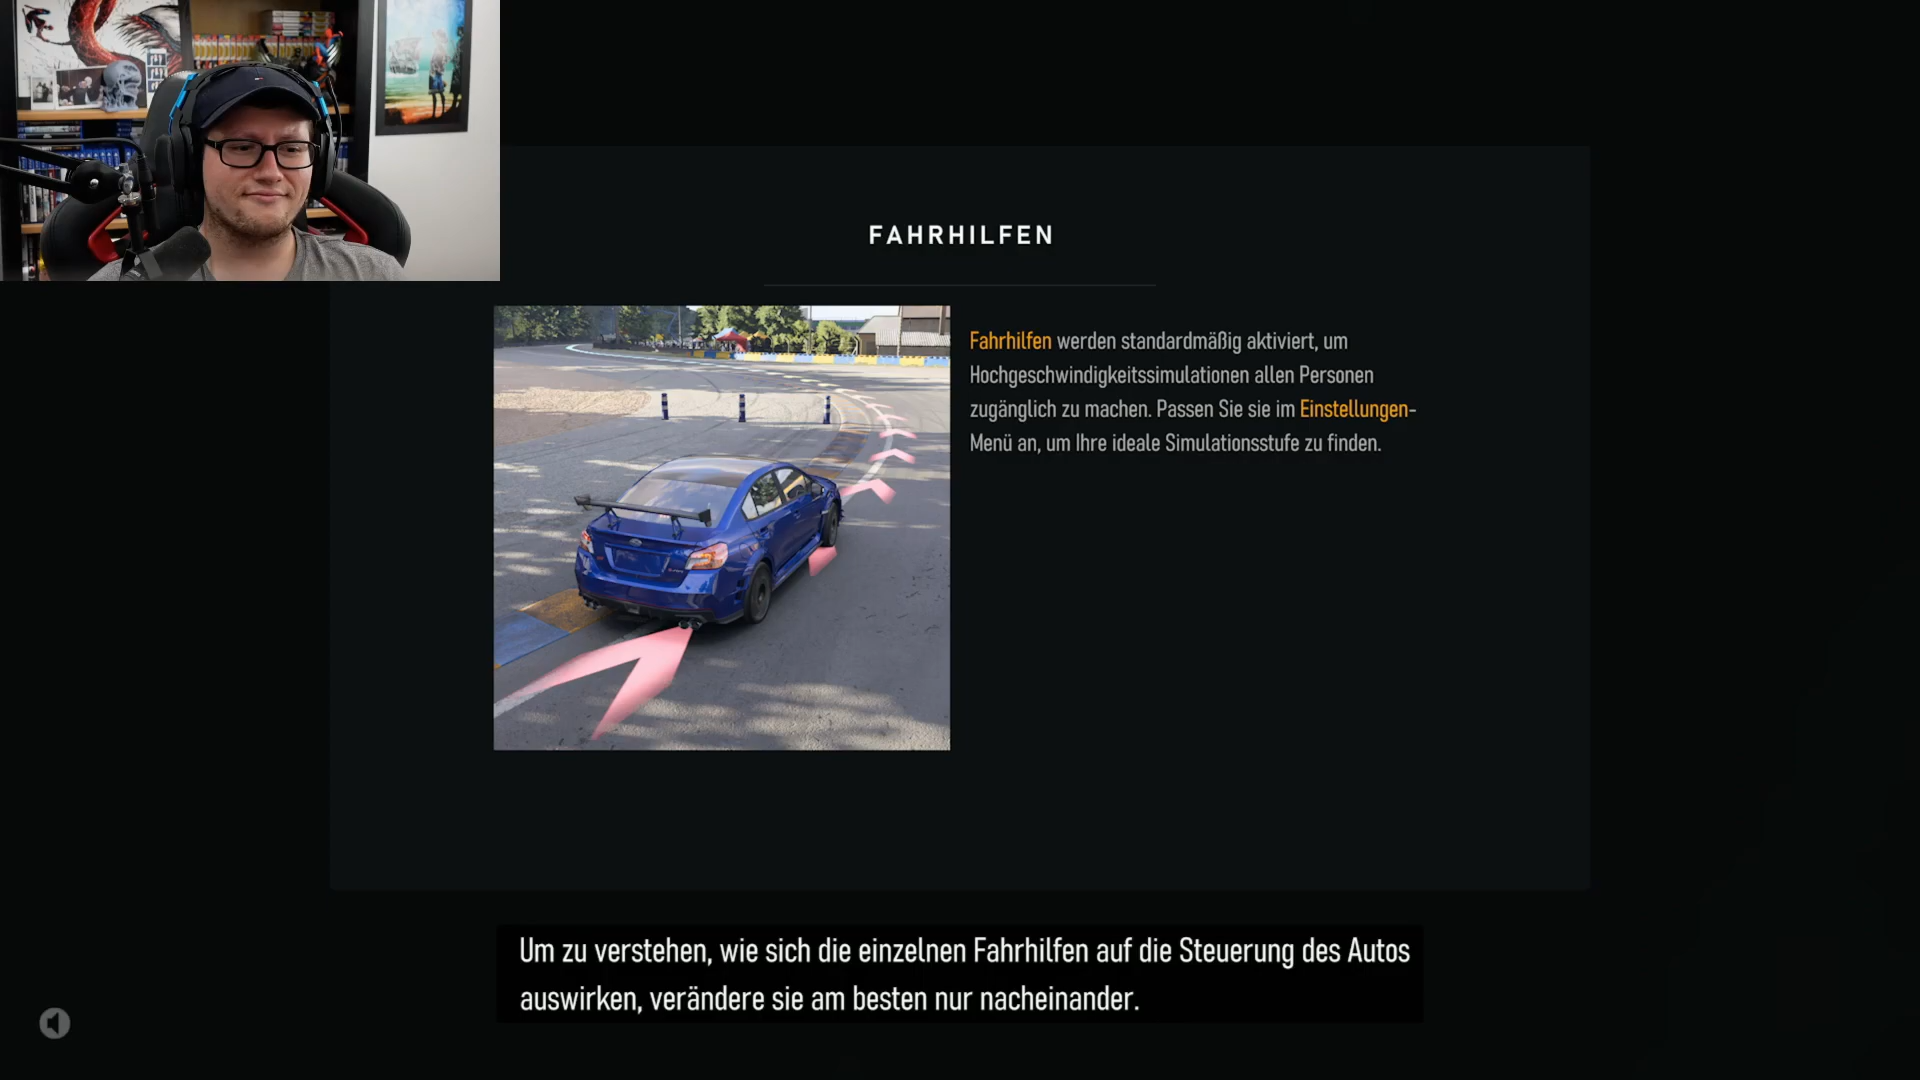 FAHRHILFEN
Fahrhilfen werden standardmäßig aktiviert, um
Hochgeschwindigkeitssimulationen allen Personen
zugänglich zu machen. Passen Sie sie im Einstellungen-
Menü an, um Ihre ideale Simulationsstufe zu finden.
Um zu verstehen, wie sich die einzelnen Fahrhilfen auf die Steuerung des Autos
auswirken, verändere sie am besten nur nacheinander.